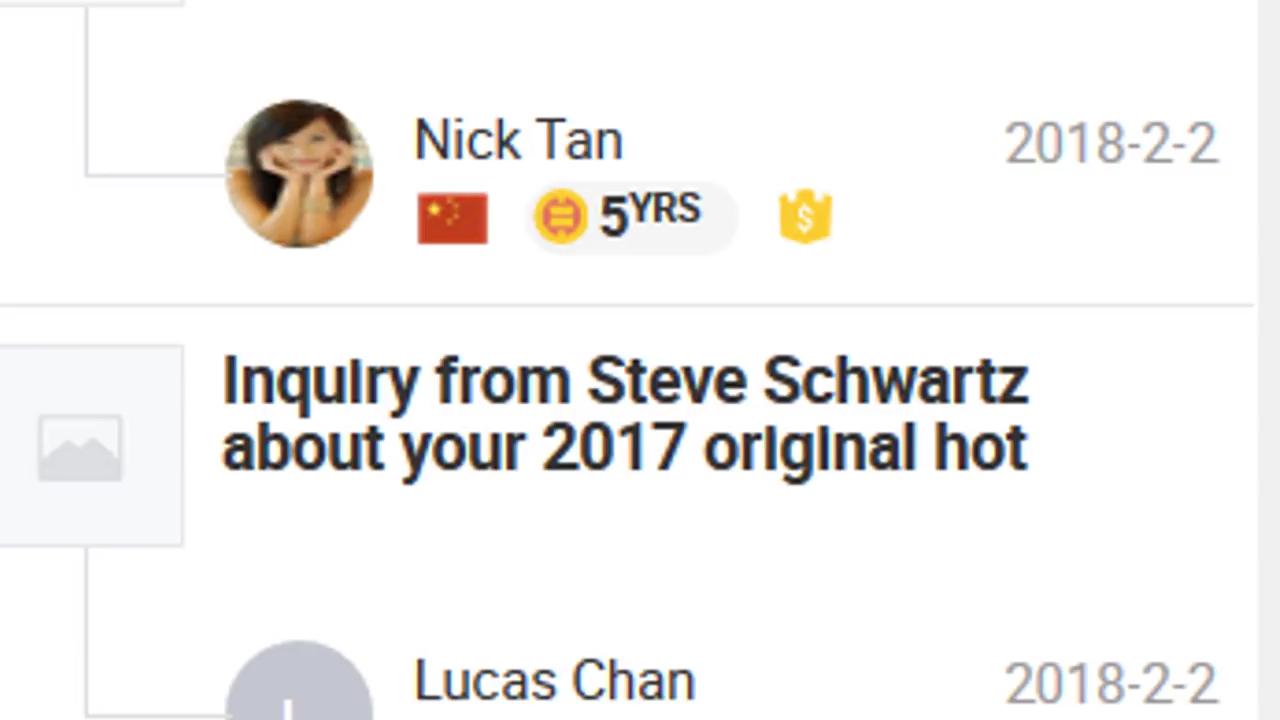 Nick Tan 2018-2-2
5YRS
$
Inquiry from Steve Schwartz
about your 2017 original hot
Lucas Chan 2018-2-2